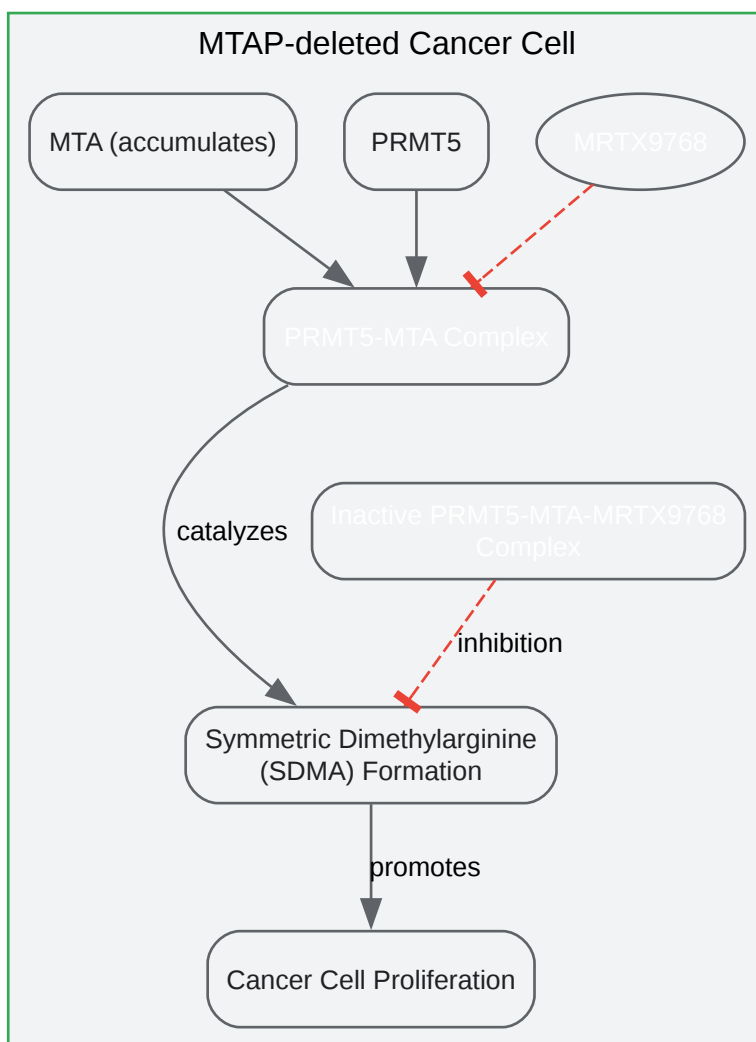 MTAP-deleted Cancer Cell
MTA (accumulates)
PRMT5
MRTX9768
PRMT5-MTA Complex
catalyzes
Inactive PRMT5-MTA-MRTX9768
Complex
inhibition
Symmetric Dimethylarginine
(SDMA) Formation
promotes
Cancer Cell Proliferation